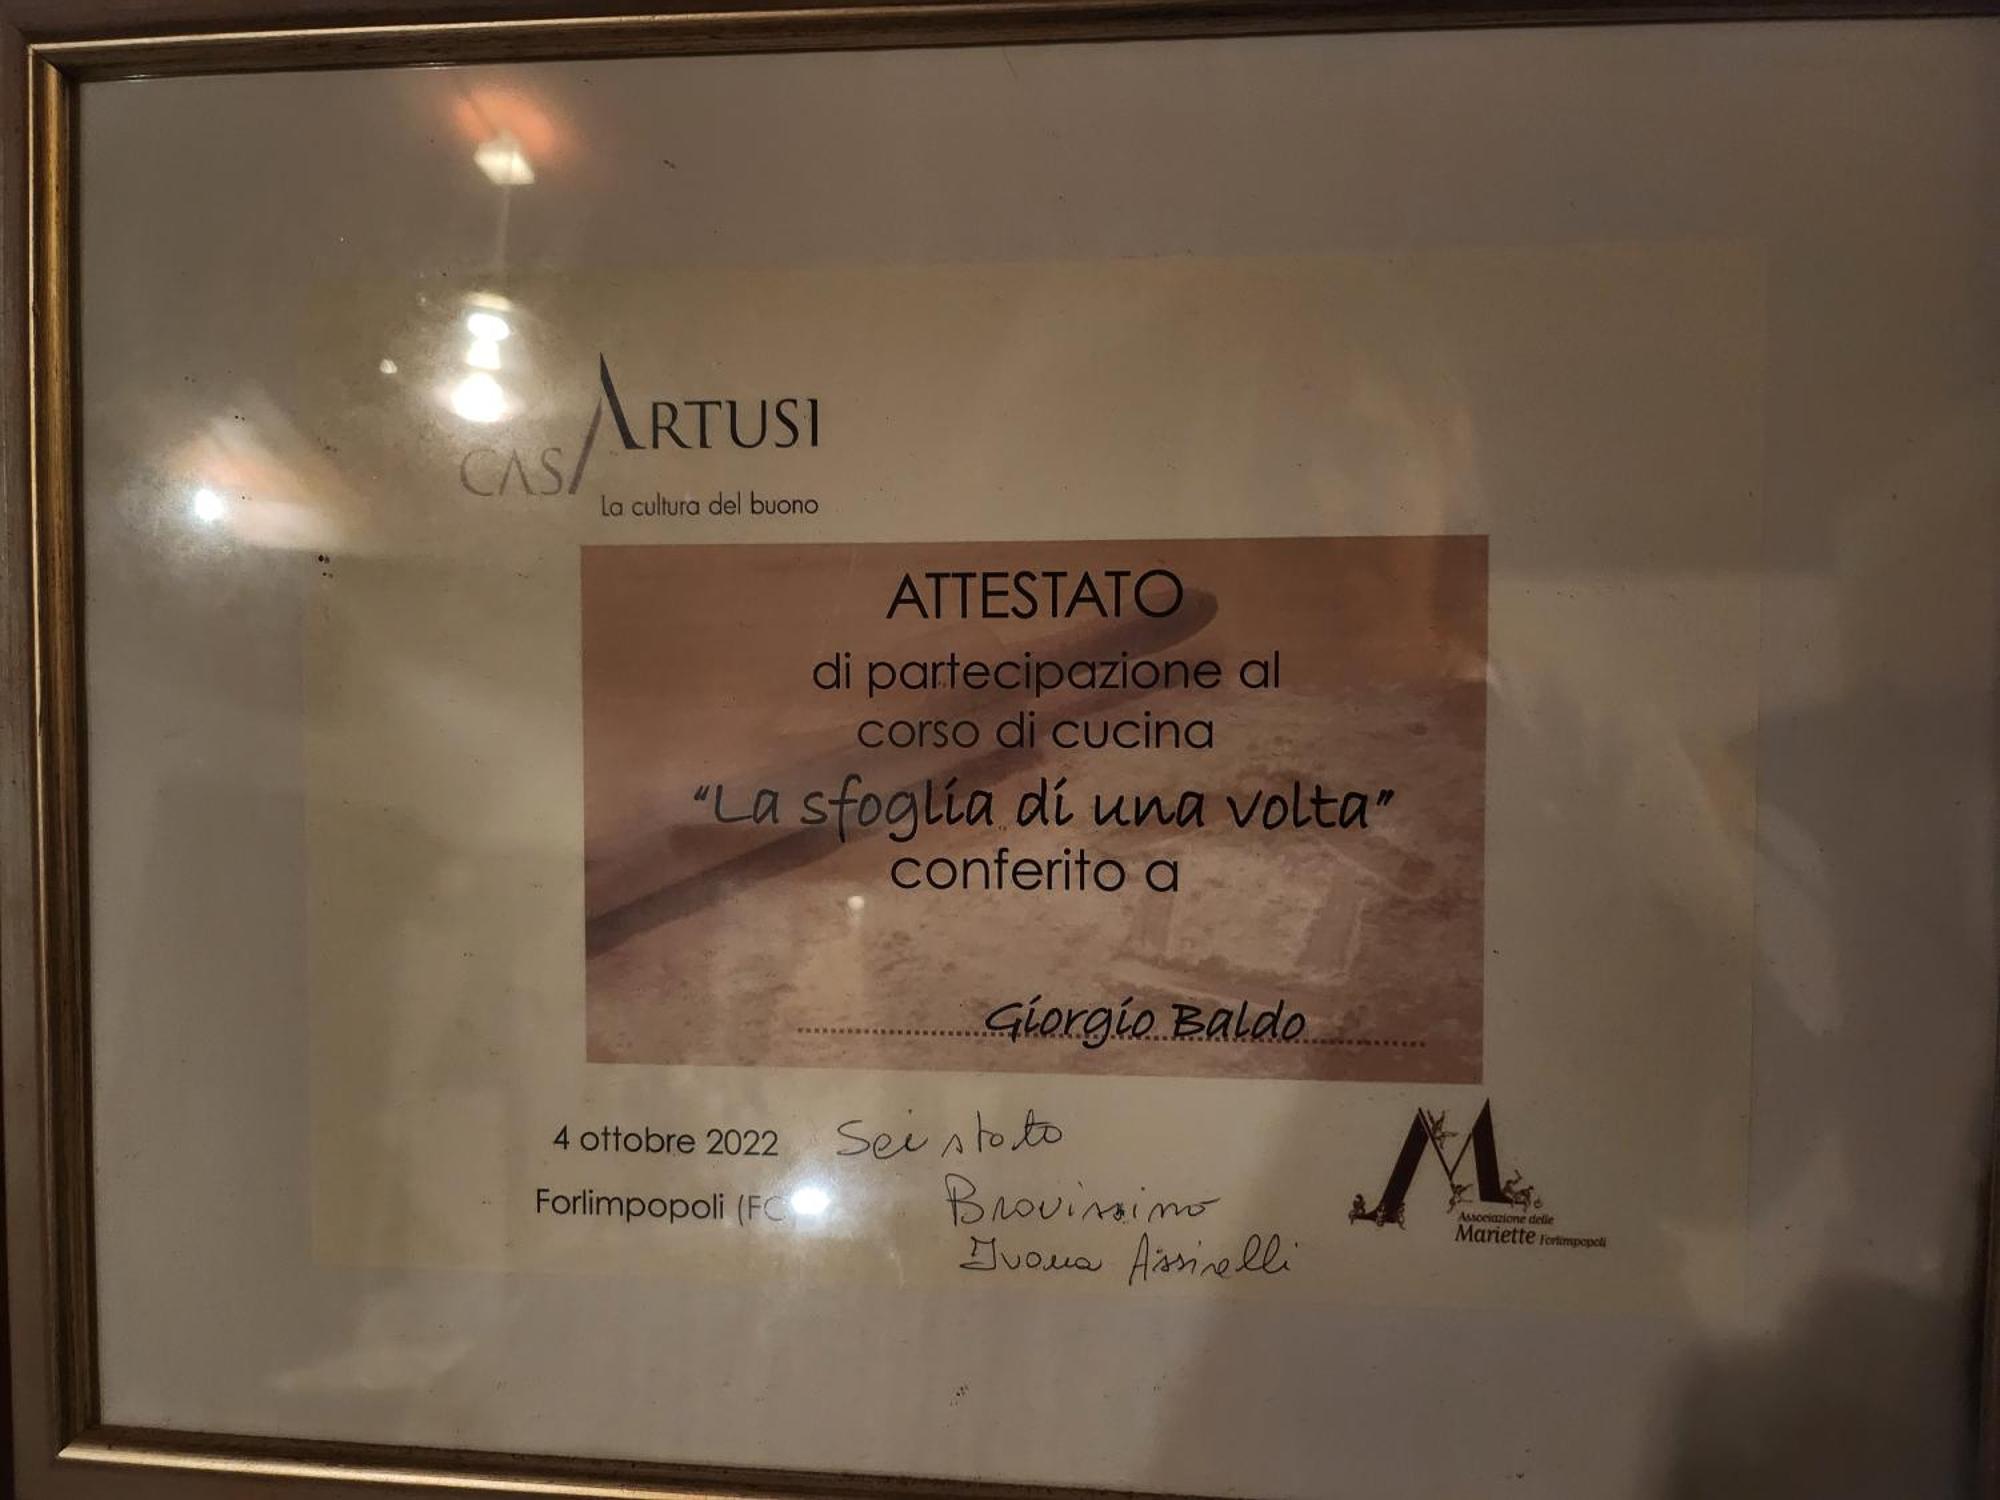 CASARTUSI
La cultura del buono
ATTESTATO
di partecipazione al
corso di cucina
"La sfoglia di una volta"
conferito a
Giorgio Baldo
4 ottobre 2022 Sei stato
Forlimpopoli (FC Bravissimo
Ivona Assirelli
Associazione delle
Mariette Forlimpopoli